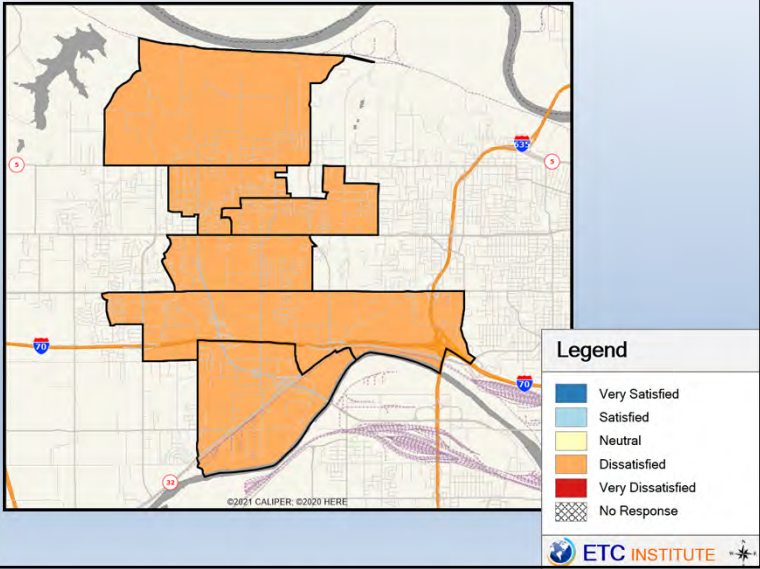 635
5
5
70
70
32
©2021 CALIPER; ©2020 HERE
Legend
Very Satisfied
Satisfied
Neutral
Dissatisfied
Very Dissatisfied
No Response
ETC INSTITUTE